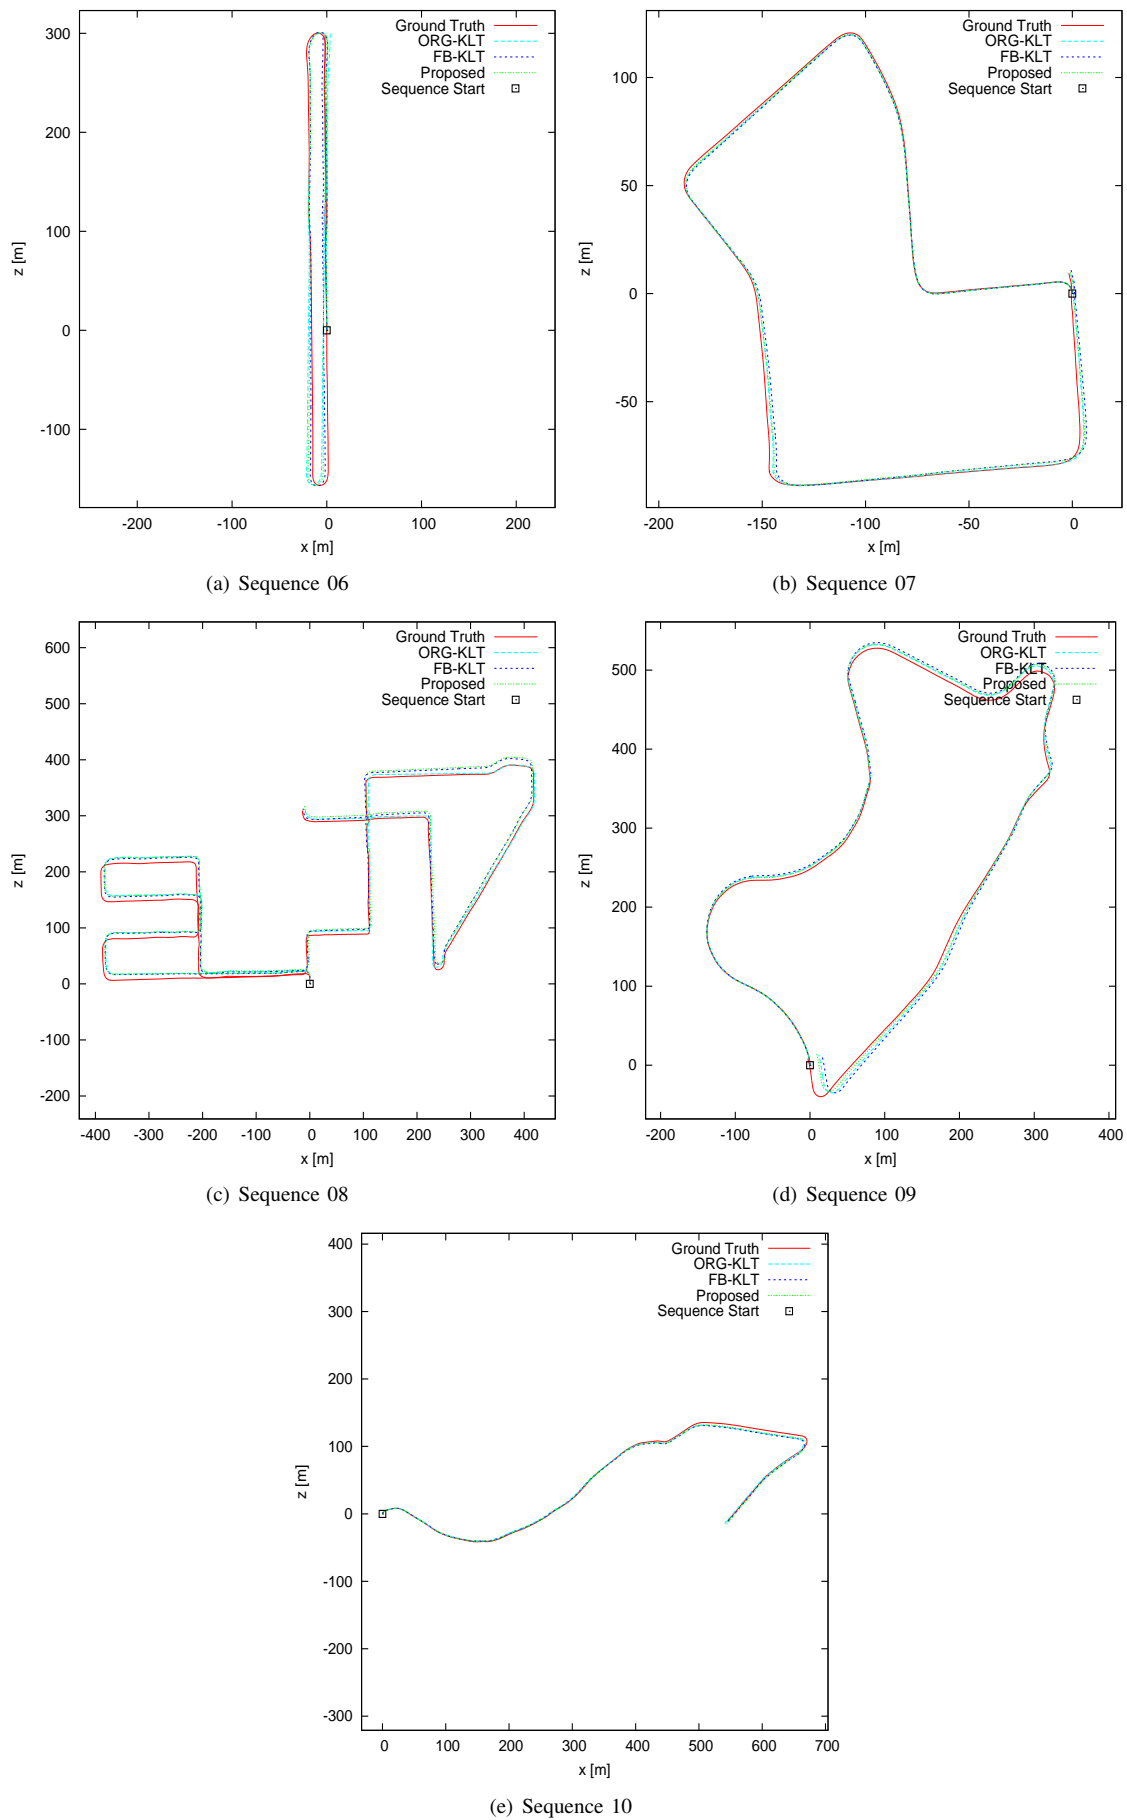 Ground Truth
ORG-KLT
FB-KLT
Proposed
Sequence Start
300
200
100
0
-100
z [m]
-200 -100 0 100 200
x [m]
(a) Sequence 06
Ground Truth
ORG-KLT
FB-KLT
Proposed
Sequence Start
100
50
0
-50
z [m]
-200 -150 -100 -50 0
x [m]
(b) Sequence 07
Ground Truth
ORG-KLT
FB-KLT
Proposed
Sequence Start
600
500
400
300
200
100
0
-100
-200
z [m]
-400 -300 -200 -100 0 100 200 300 400
x [m]
(c) Sequence 08
Ground Truth
ORG-KLT
FB-KLT
Proposed
Sequence Start
500
400
300
200
100
0
z [m]
-200 -100 0 100 200 300 400
x [m]
(d) Sequence 09
Ground Truth
ORG-KLT
FB-KLT
Proposed
Sequence Start
400
300
200
100
0
-100
-200
-300
z [m]
0 100 200 300 400 500 600 700
x [m]
(e) Sequence 10